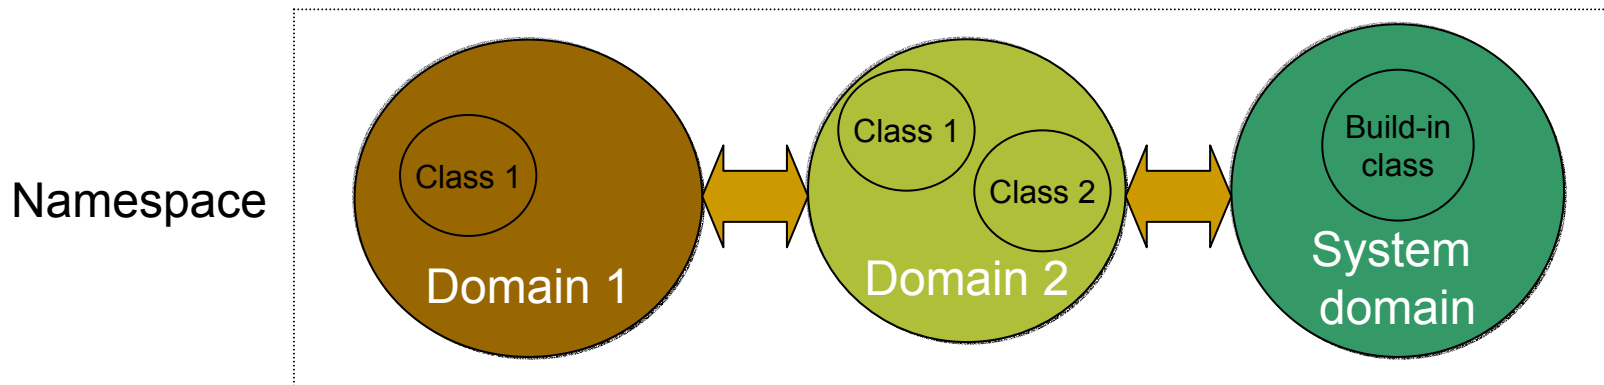 Namespace
Class 1
Domain 1
Class 1
Class 2
Domain 2
Build-in
class
System
domain